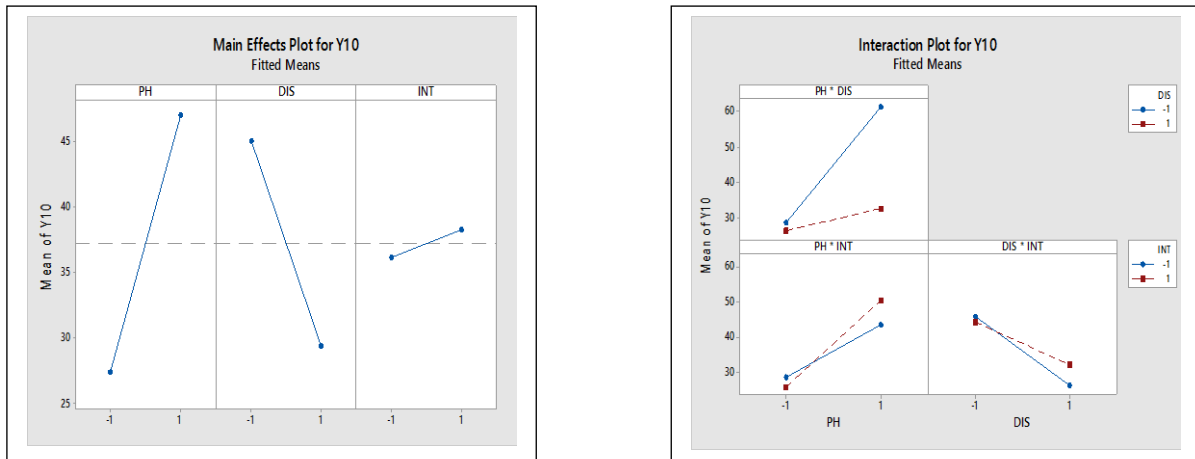 Main Effects Plot for Y10
Fitted Means
PH DIS INT
45
40
35
30
25
Mean of Y10
-1 1 -1 1 -1 1
Interaction Plot for Y10
Fitted Means
PH * DIS
60
50
40
30
DIS
-1
1
PH * INT DIS * INT
60
50
40
30
INT
-1
1
Mean of Y10
-1 1 -1 1
PH DIS